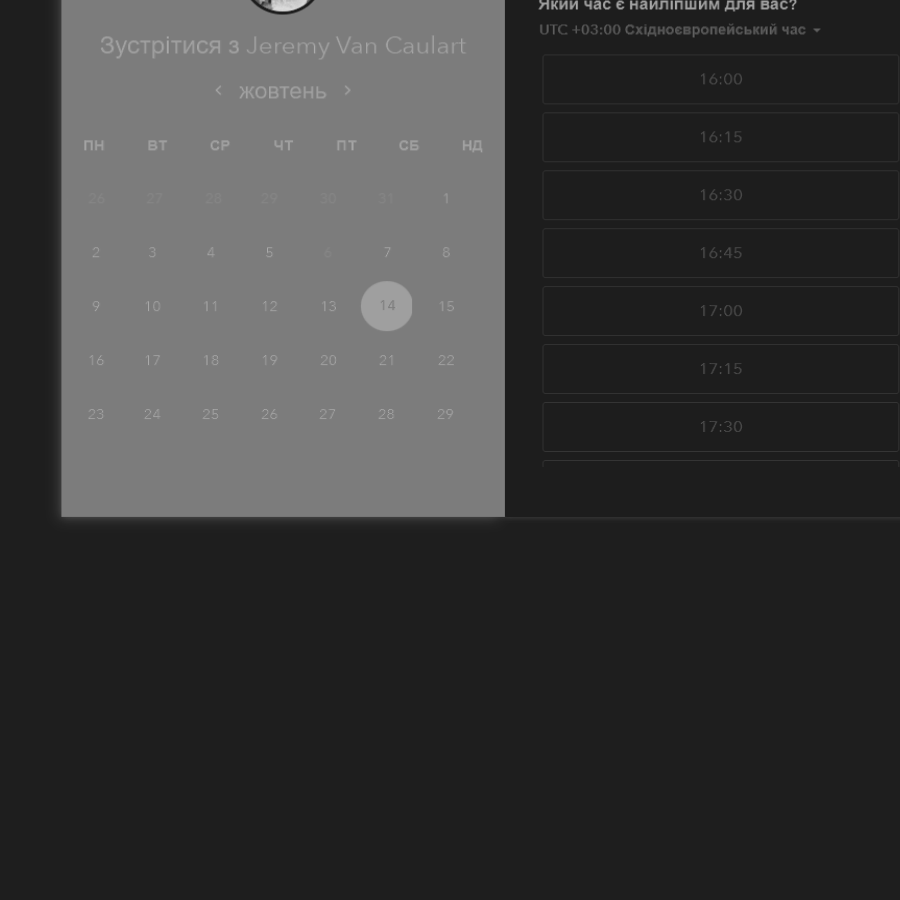 Зустрітися з Jeremy Van Caulart
жовтень
ПН ВТ СР ЧТ ПТ СБ НД
26 27 28 29 30 31 1
2 3 4 5 6 7 8
9 10 11 12 13 14 15
16 17 18 19 20 21 22
23 24 25 26 27 28 29
Який час є найліпшим для вас?
UTC +03:00 Східноєвропейський час
16:00
16:15
16:30
16:45
17:00
17:15
17:30